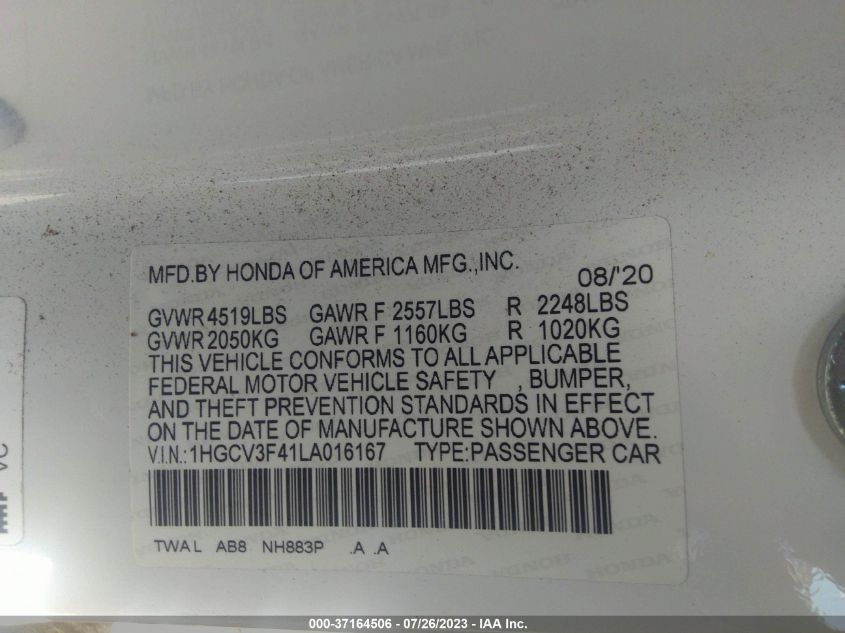 MFD.BY HONDA OF AMERICA MFG.,INC. 08/'20
GVWR 4519LBS GAWR F 2557LBS R 2248LBS
GVWR 2050KG GAWR F 1160KG R 1020KG
THIS VEHICLE CONFORMS TO ALL APPLICABLE
FEDERAL MOTOR VEHICLE SAFETY , BUMPER,
AND THEFT PREVENTION STANDARDS IN EFFECT
ON THE DATE OF MANUFACTURE SHOWN ABOVE.
V.I.N.:1HGCV3F41LA016167 TYPE:PASSENGER CAR
TWAL AB8 NH883P .A .A
VC
000-37164506 - 07/26/2023 - IAA Inc.